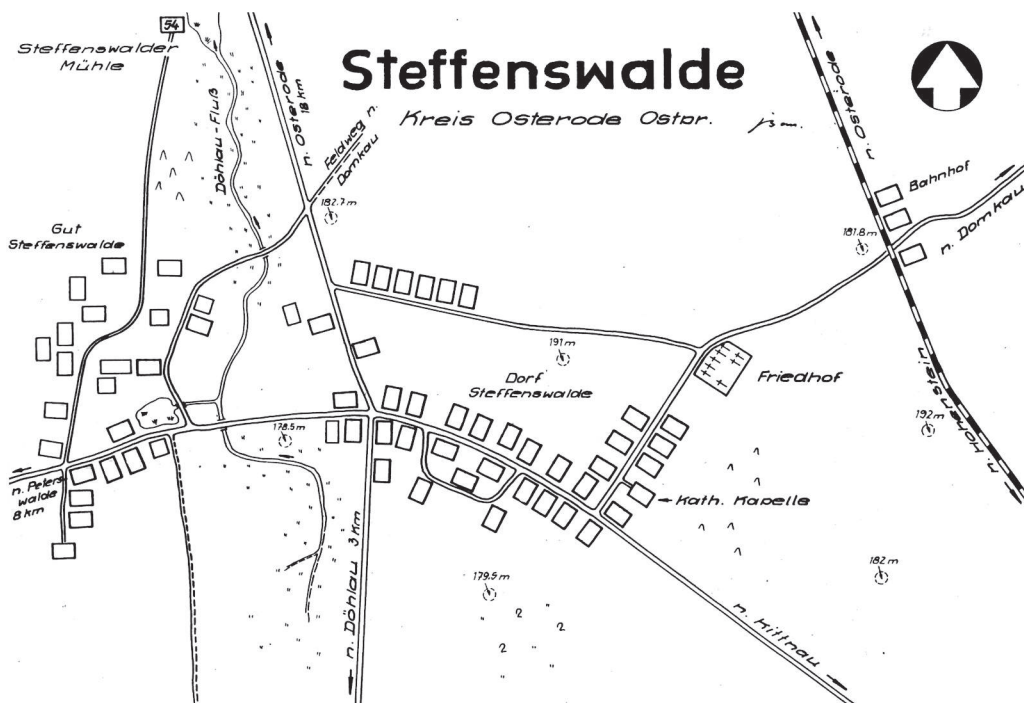 Steffenswalde
Kreis Osterode Ostpr.
54
Steffenswalder
Mühle
Döhlau-Fluß
n. Osterode
18 km
Feldweg n.
Domkau
182.7 m
Gut
Steffenswalde
n. Osterode
Bahnhof
n. Domkau
181.8 m
191 m
Dorf
Steffenswalde
Friedhof
n. Hohenstein
192 m
178.5 m
n. Peters
walde
8 km
Kath. Kapelle
n. Döhlau 3 km
179.5 m
182 m
n. Kittnau